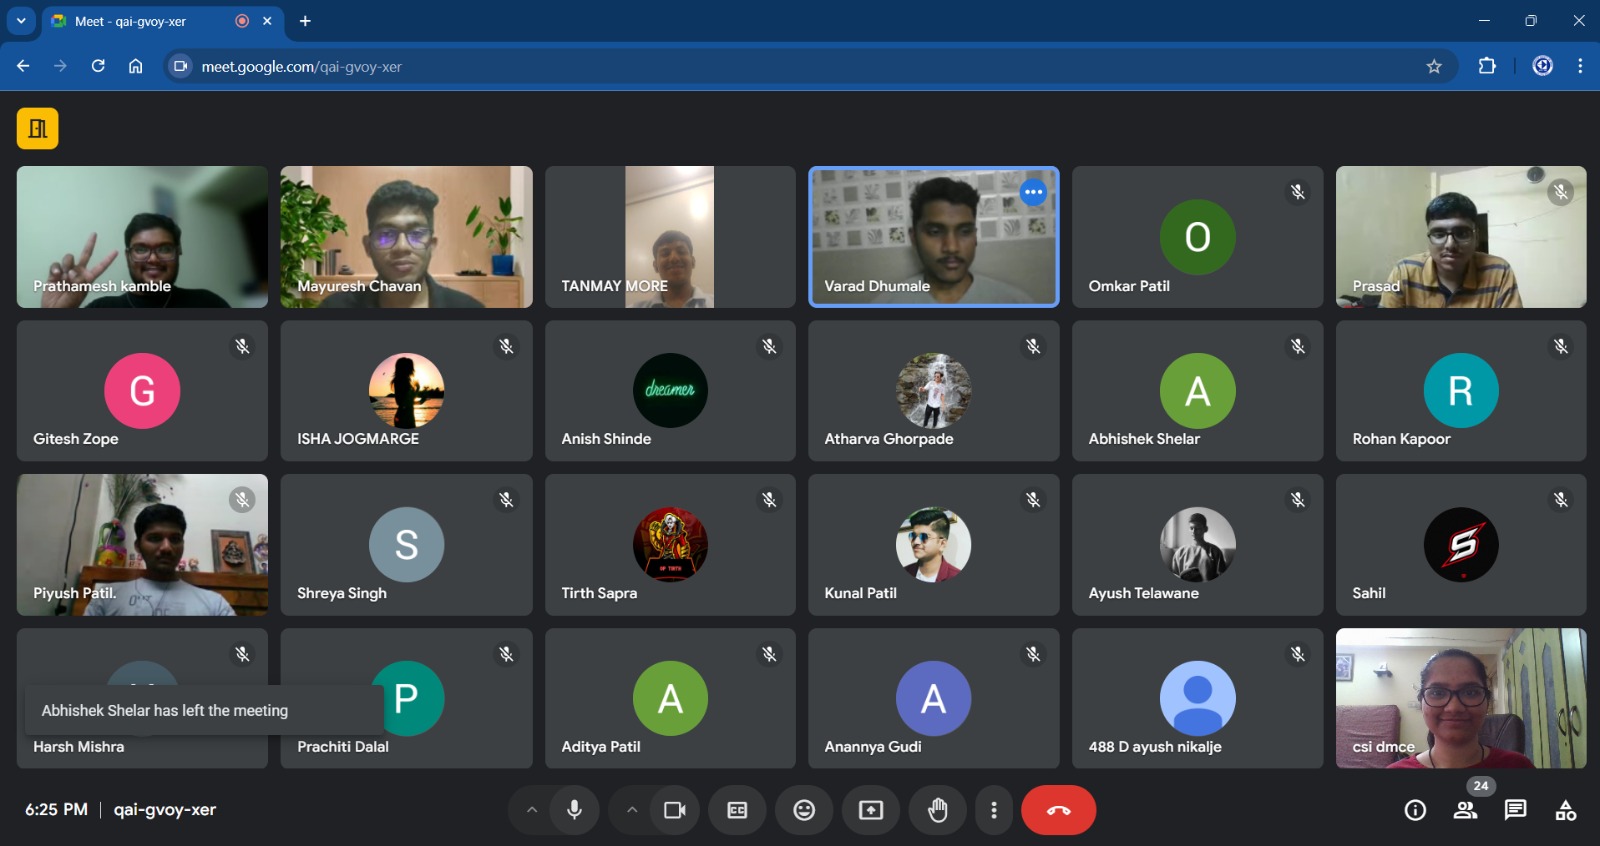 Meet - qai-gvoy-xer
meet.google.com/qai-gvoy-xer
Prathamesh kamble
Mayuresh Chavan
TANMAY MORE
Varad Dhumale
O
Omkar Patil
Prasad
G
Gitesh Zope
ISHA JOGMARGE
dreamer
Anish Shinde
Atharva Ghorpade
A
Abhishek Shelar
R
Rohan Kapoor
Piyush Patil.
S
Shreya Singh
OF TIRTH
Tirth Sapra
Kunal Patil
Ayush Telawane
S
Sahil
Abhishek Shelar has left the meeting
Harsh Mishra
P
Prachiti Dalal
A
Aditya Patil
A
Anannya Gudi
488 D ayush nikalje
csi dmce
6:25 PM | qai-gvoy-xer
CC
24